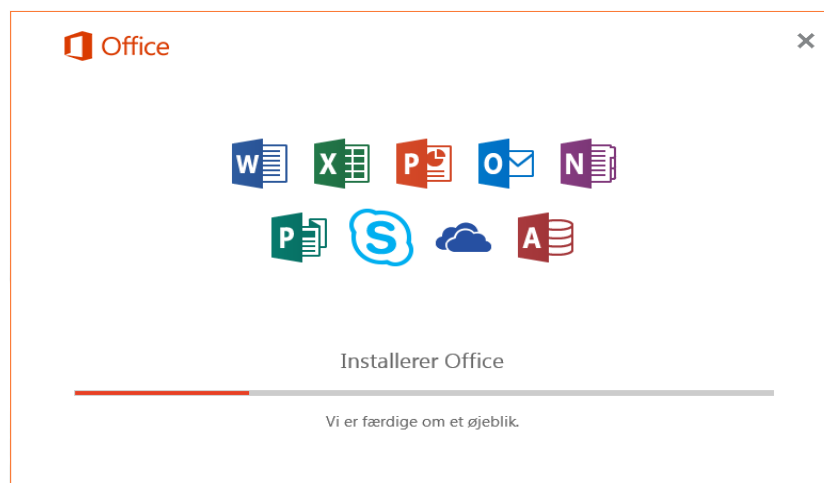 Office
W X P O N
P S A
Installerer Office
Vi er færdige om et øjeblik.